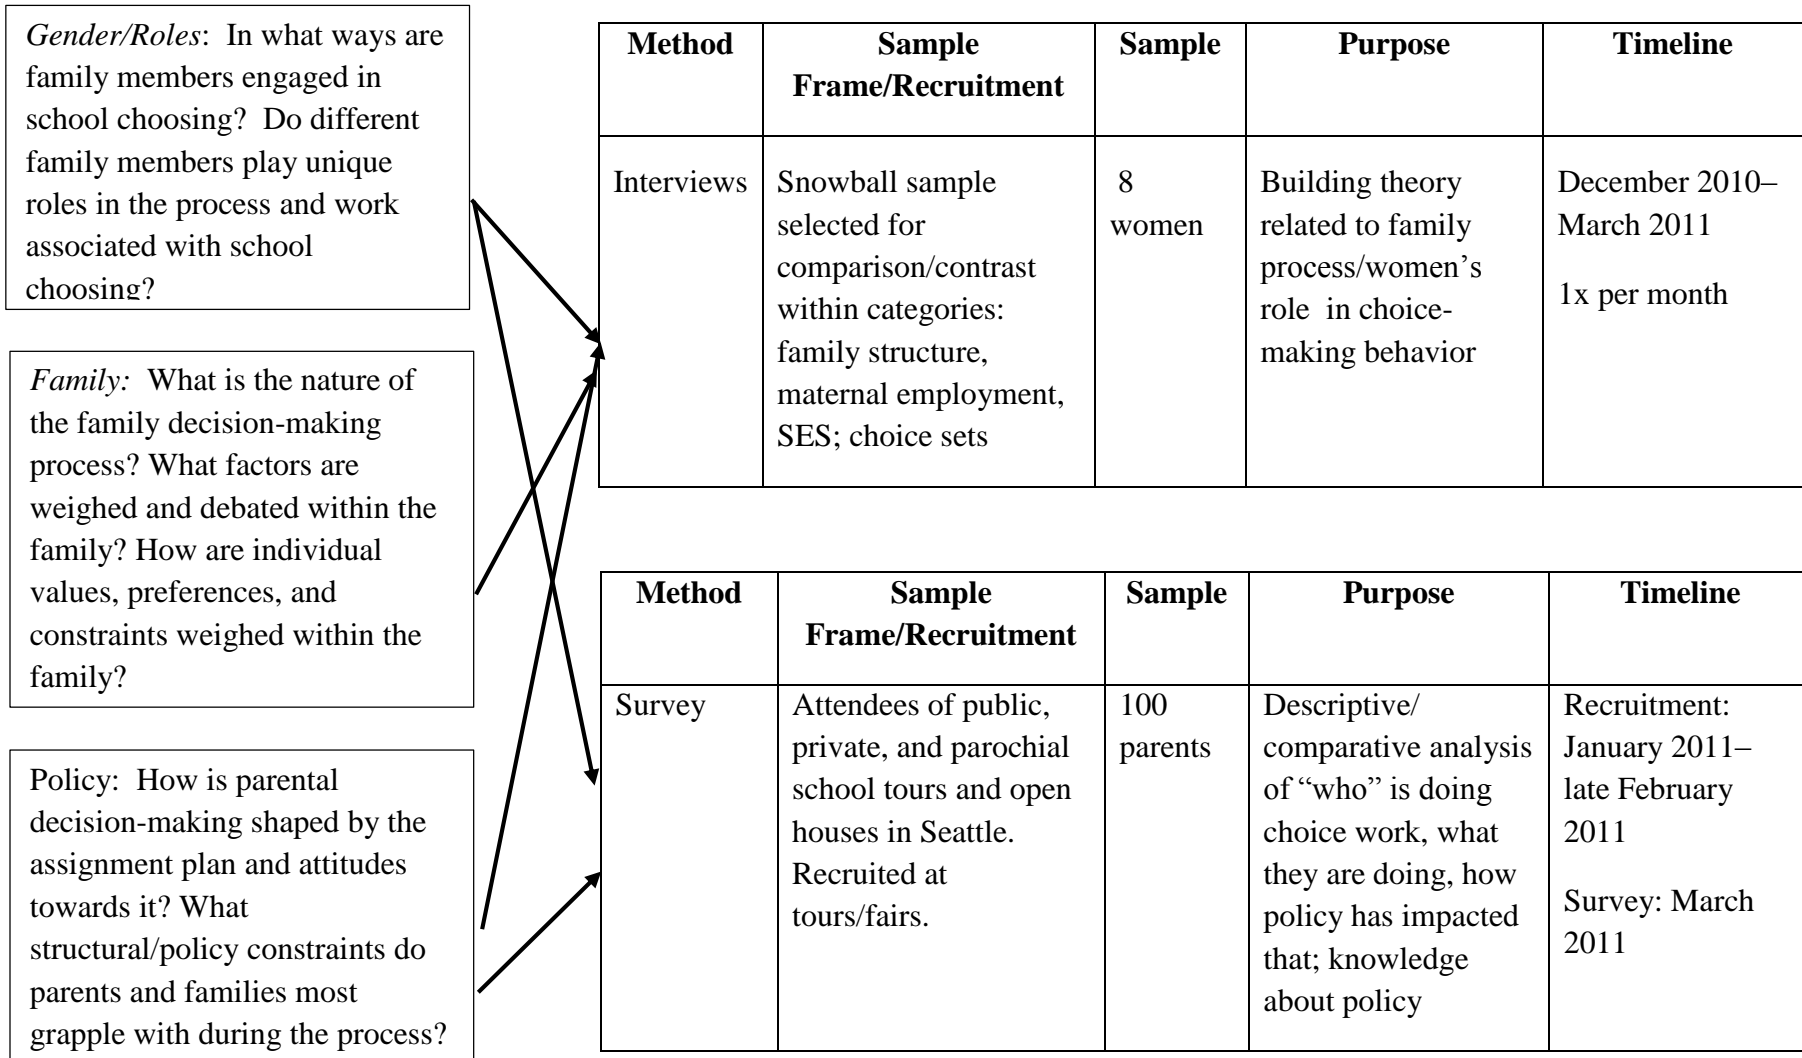 Gender/Roles: In what ways are
family members engaged in
school choosing? Do different
family members play unique
roles in the process and work
associated with school
choosing?
Family: What is the nature of
the family decision-making
process? What factors are
weighed and debated within the
family? How are individual
values, preferences, and
constraints weighed within the
family?
Policy: How is parental
decision-making shaped by the
assignment plan and attitudes
towards it? What
structural/policy constraints do
parents and families most
grapple with during the process?
Method
Sample
Frame/Recruitment
Sample
Purpose
Timeline
Interviews
Snowball sample
selected for
comparison/contrast
within categories:
family structure,
maternal employment,
SES; choice sets
8
women
Building theory
related to family
process/women’s
role in choice-
making behavior
December 2010–
March 2011
1x per month
Method
Sample
Frame/Recruitment
Sample
Purpose
Timeline
Survey
Attendees of public,
private, and parochial
school tours and open
houses in Seattle.
Recruited at
tours/fairs.
100
parents
Descriptive/
comparative analysis
of “who” is doing
choice work, what
they are doing, how
policy has impacted
that; knowledge
about policy
Recruitment:
January 2011–
late February
2011
Survey: March
2011